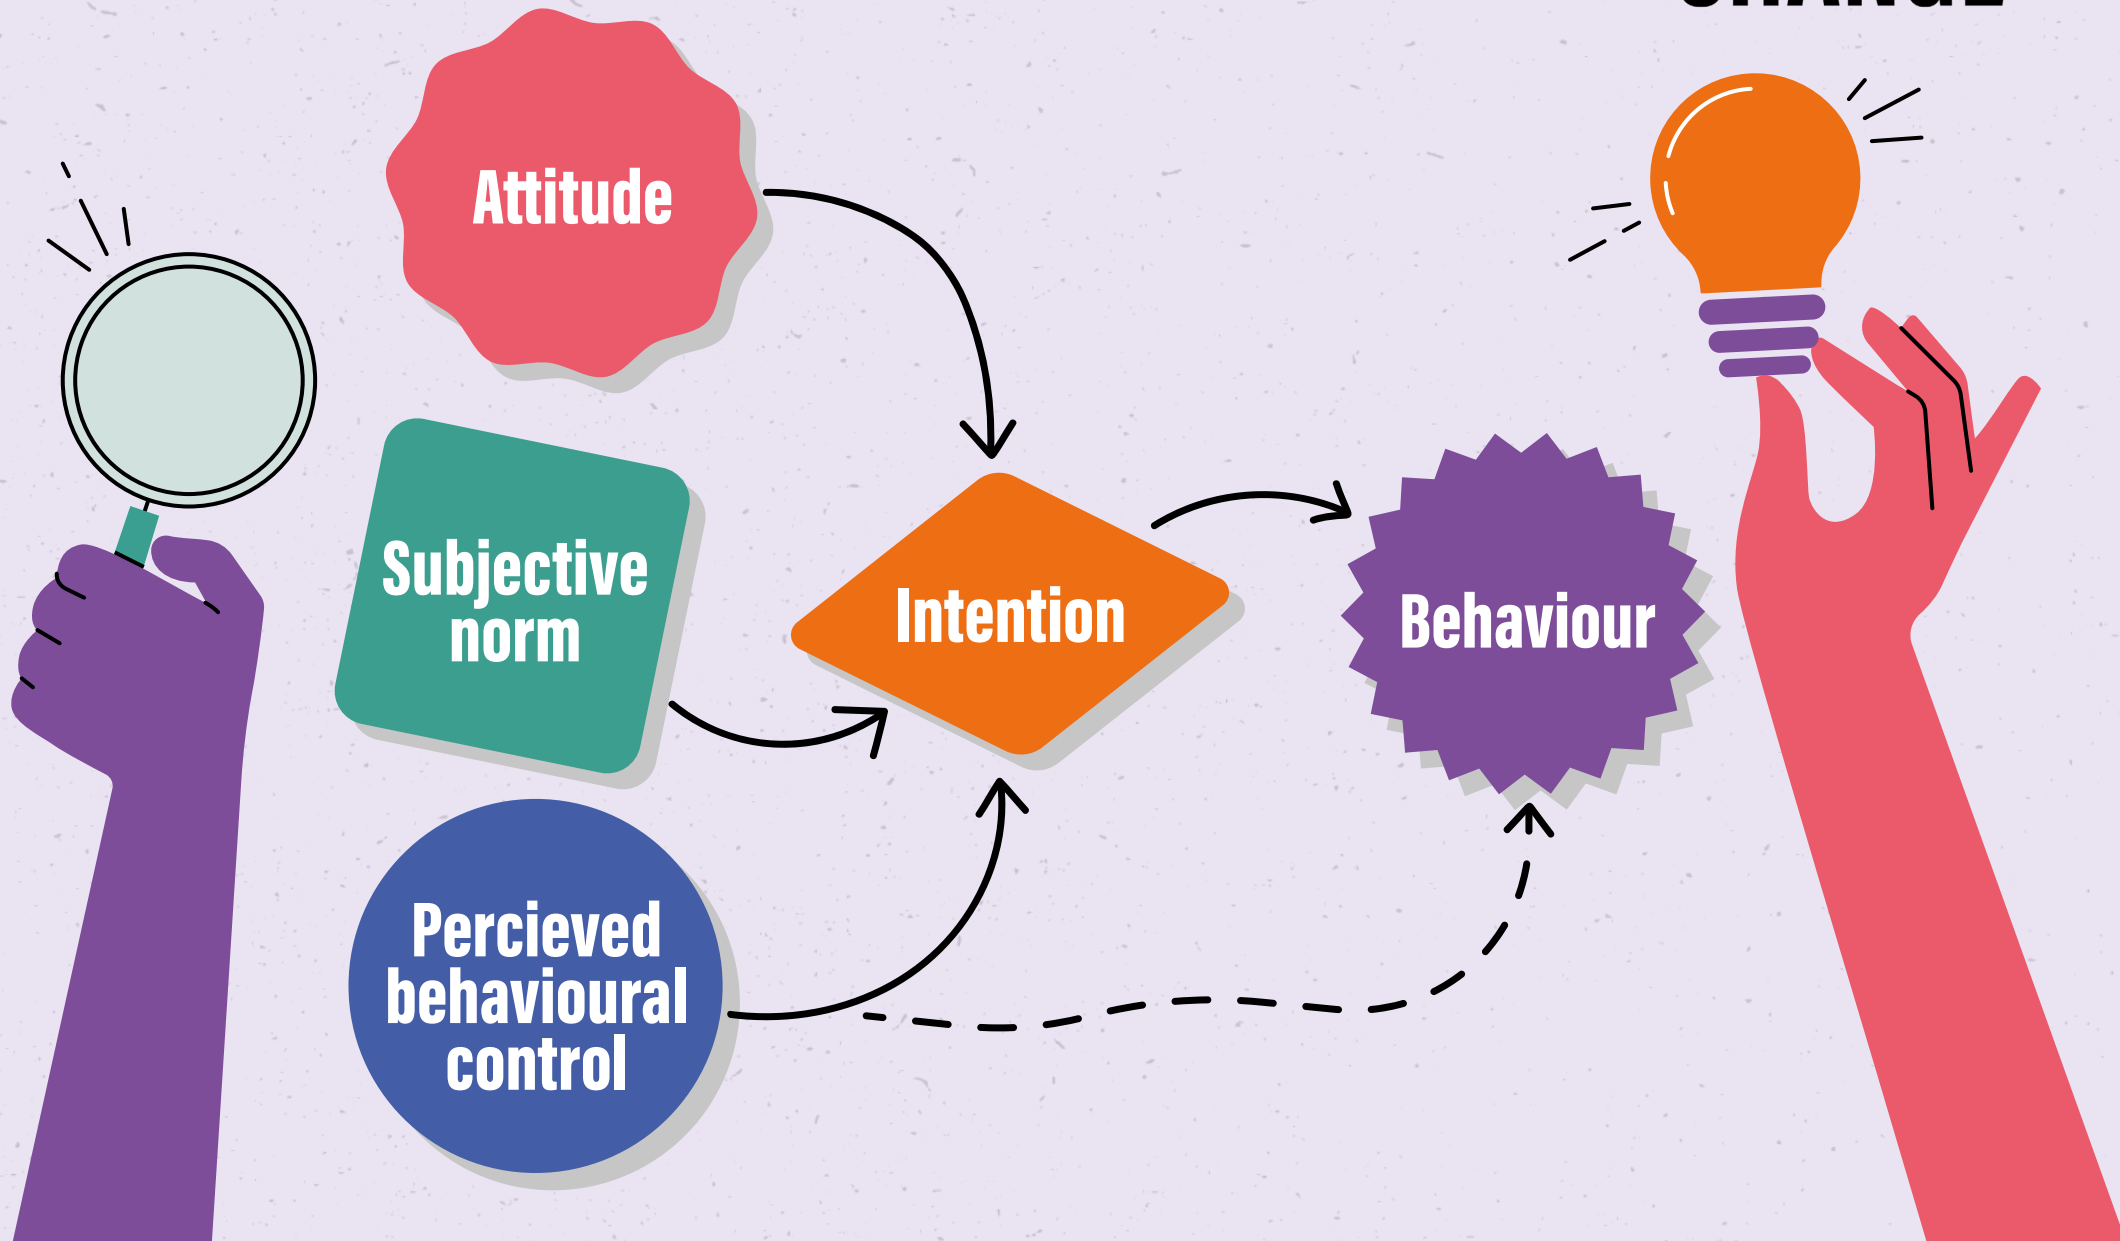 Attitude
Subjective
norm
Intention
Behaviour
Percieved
behavioural
control